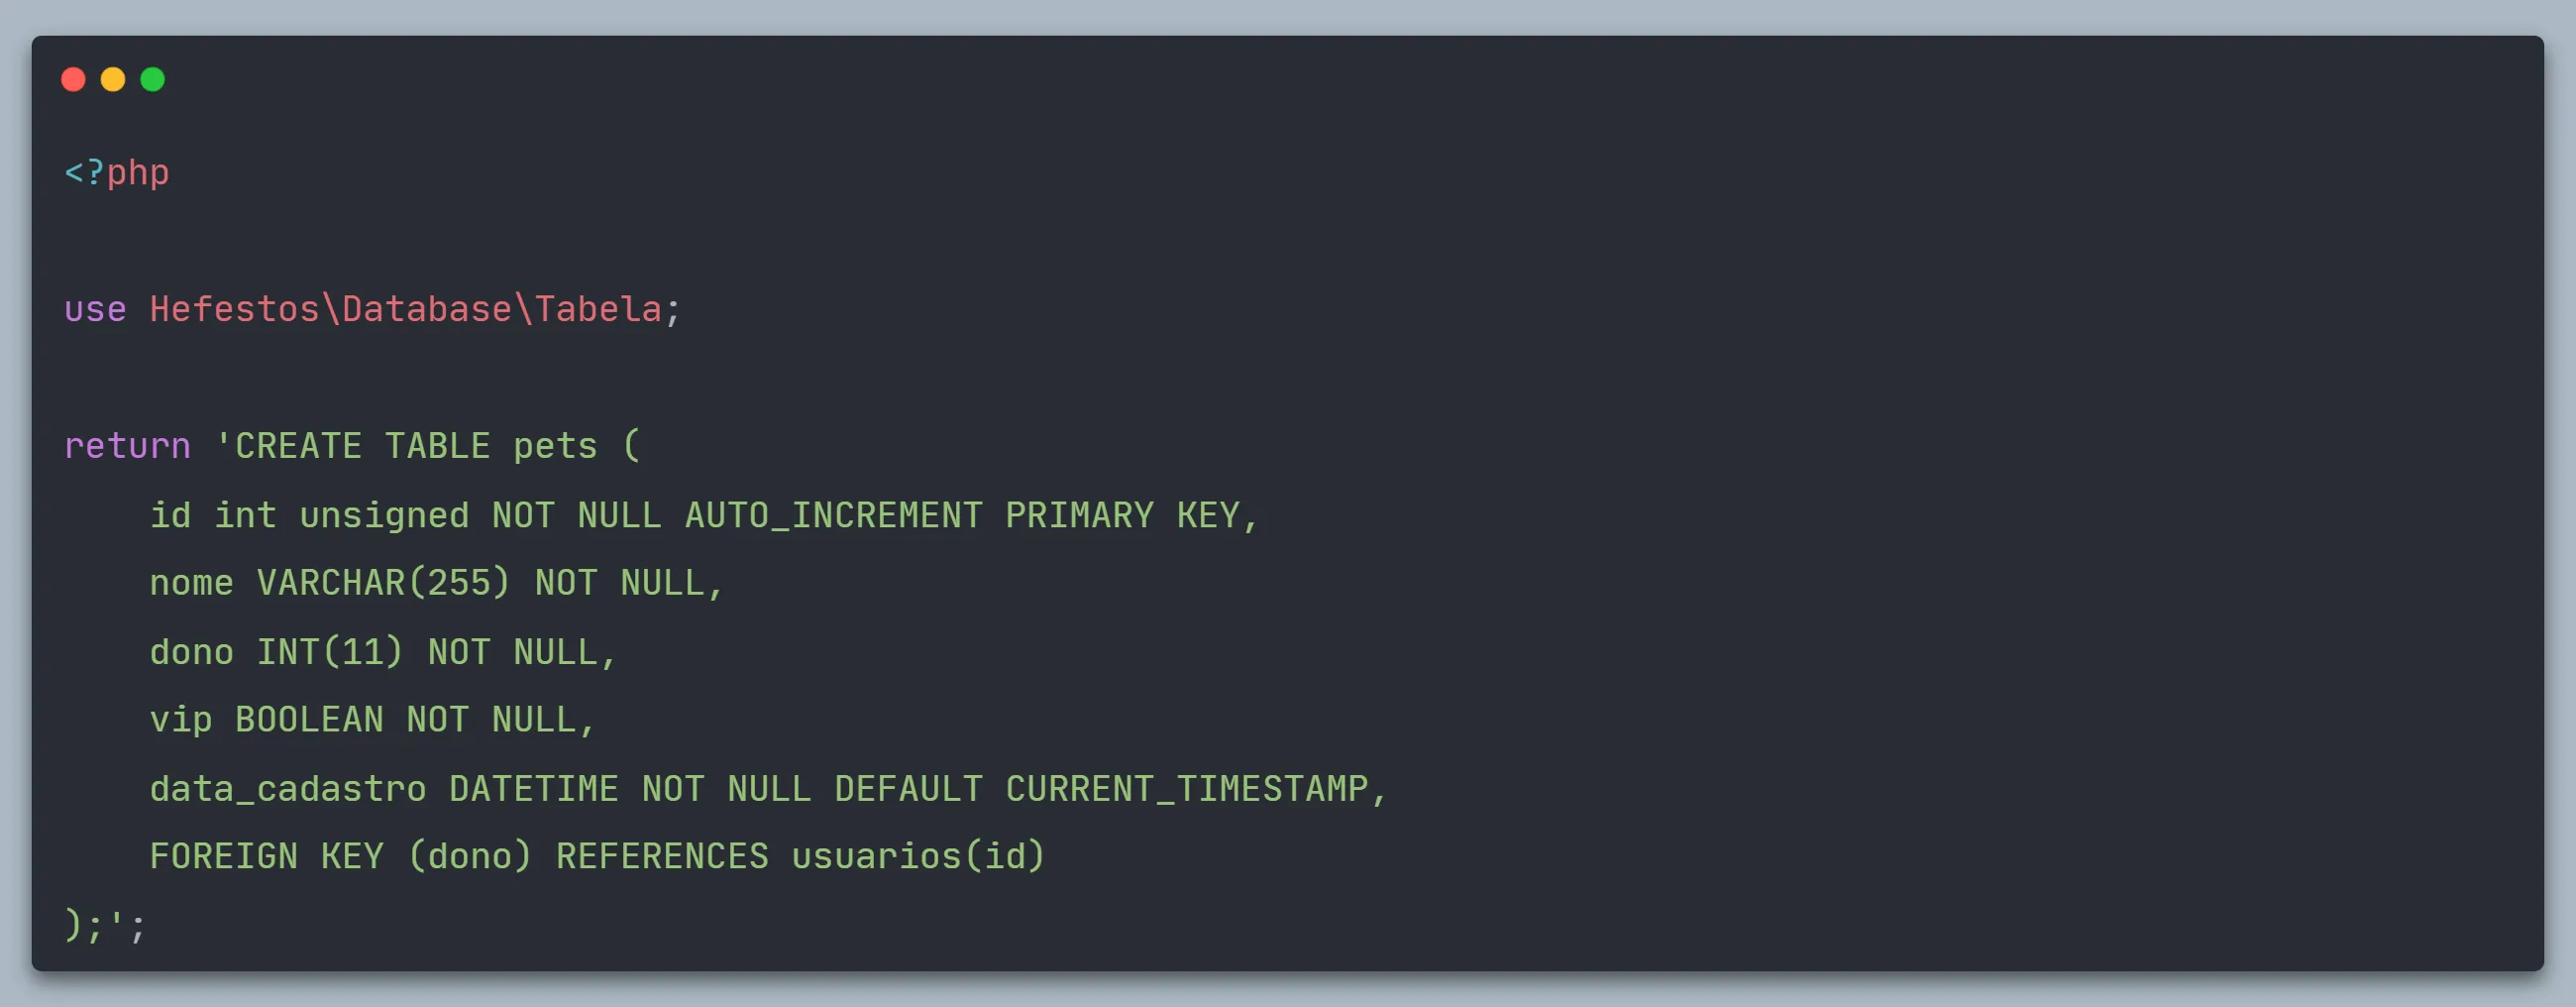 <?php
use Hefestos\Database\Tabela;
return 'CREATE TABLE pets (
    id int unsigned NOT NULL AUTO_INCREMENT PRIMARY KEY,
    nome VARCHAR(255) NOT NULL,
    dono INT(11) NOT NULL,
    vip BOOLEAN NOT NULL,
    data_cadastro DATETIME NOT NULL DEFAULT CURRENT_TIMESTAMP,
    FOREIGN KEY (dono) REFERENCES usuarios(id)
);';